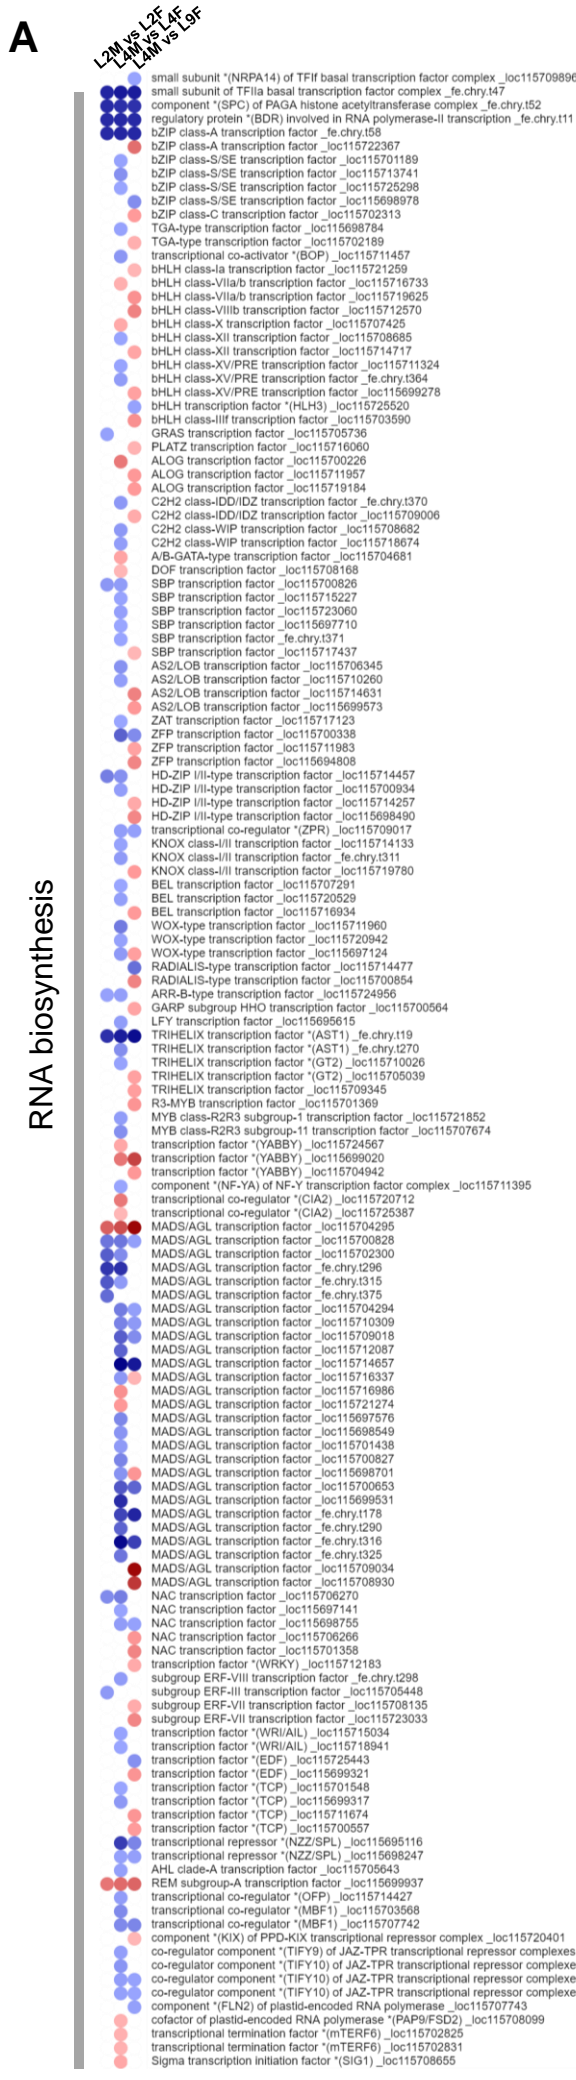 A
L2M vs L2F
L4M vs L4F
L4M vs L9F
RNA biosynthesis
small subunit *(NRPA14) of TFIf basal transcription factor complex _loc115709896
small subunit of TFIIa basal transcription factor complex _fe.chry.t47
component *(SPC) of PAGA histone acetyltransferase complex _fe.chry.t52
regulatory protein *(BDR) involved in RNA polymerase-II transcription _fe.chry.t11
bZIP class-A transcription factor _fe.chry.t58
bZIP class-A transcription factor _loc115722367
bZIP class-S/SE transcription factor _loc115701189
bZIP class-S/SE transcription factor _loc115713741
bZIP class-S/SE transcription factor _loc115725298
bZIP class-S/SE transcription factor _loc115698978
bZIP class-C transcription factor _loc115702313
TGA-type transcription factor _loc115698784
TGA-type transcription factor _loc115702189
transcriptional co-activator *(BOP) _loc115711457
bHLH class-Ia transcription factor _loc115721259
bHLH class-VIIa/b transcription factor _loc115716733
bHLH class-VIIa/b transcription factor _loc115719625
bHLH class-VIIIb transcription factor _loc115712570
bHLH class-X transcription factor _loc115707425
bHLH class-XII transcription factor _loc115708685
bHLH class-XII transcription factor _loc115714717
bHLH class-XV/PRE transcription factor _loc115711324
bHLH class-XV/PRE transcription factor _fe.chry.t364
bHLH class-XV/PRE transcription factor _loc115699278
bHLH transcription factor *(HLH3) _loc115725520
bHLH class-IIIf transcription factor _loc115703590
GRAS transcription factor _loc115705736
PLATZ transcription factor _loc115716060
ALOG transcription factor _loc115700226
ALOG transcription factor _loc115711957
ALOG transcription factor _loc115719184
C2H2 class-IDD/IDZ transcription factor _fe.chry.t370
C2H2 class-IDD/IDZ transcription factor _loc115709006
C2H2 class-WIP transcription factor _loc115708682
C2H2 class-WIP transcription factor _loc115718674
A/B-GATA-type transcription factor _loc115704681
DOF transcription factor _loc115708168
SBP transcription factor _loc115700826
SBP transcription factor _loc115715227
SBP transcription factor _loc115723060
SBP transcription factor _loc115697710
SBP transcription factor _fe.chry.t371
SBP transcription factor _loc115717437
AS2/LOB transcription factor _loc115706345
AS2/LOB transcription factor _loc115710260
AS2/LOB transcription factor _loc115714631
AS2/LOB transcription factor _loc115699573
ZAT transcription factor _loc115717123
ZFP transcription factor _loc115700338
ZFP transcription factor _loc115711983
ZFP transcription factor _loc115694808
HD-ZIP I/II-type transcription factor _loc115714457
HD-ZIP I/II-type transcription factor _loc115700934
HD-ZIP I/II-type transcription factor _loc115714257
HD-ZIP I/II-type transcription factor _loc115698490
transcriptional co-regulator *(ZPR) _loc115709017
KNOX class-I/II transcription factor _loc115714133
KNOX class-I/II transcription factor _fe.chry.t311
KNOX class-I/II transcription factor _loc115719780
BEL transcription factor _loc115707291
BEL transcription factor _loc115720529
BEL transcription factor _loc115716934
WOX-type transcription factor _loc115711960
WOX-type transcription factor _loc115720942
WOX-type transcription factor _loc115697124
RADIALIS-type transcription factor _loc115714477
RADIALIS-type transcription factor _loc115700854
ARR-B-type transcription factor _loc115724956
GARP subgroup HHO transcription factor _loc115700564
LFY transcription factor _loc115695615
TRIHELIX transcription factor *(AST1) _fe.chry.t19
TRIHELIX transcription factor *(AST1) _fe.chry.t270
TRIHELIX transcription factor *(GT2) _loc115710026
TRIHELIX transcription factor *(GT2) _loc115705039
TRIHELIX transcription factor _loc115709345
R3-MYB transcription factor _loc115701369
MYB class-R2R3 subgroup-1 transcription factor _loc115721852
MYB class-R2R3 subgroup-11 transcription factor _loc115707674
transcription factor *(YABBY) _loc115724567
transcription factor *(YABBY) _loc115699020
transcription factor *(YABBY) _loc115704942
component *(NF-YA) of NF-Y transcription factor complex _loc115711395
transcriptional co-regulator *(CIA2) _loc115720712
transcriptional co-regulator *(CIA2) _loc115725387
MADS/AGL transcription factor _loc115704295
MADS/AGL transcription factor _loc115700828
MADS/AGL transcription factor _loc115702300
MADS/AGL transcription factor _fe.chry.t296
MADS/AGL transcription factor _fe.chry.t315
MADS/AGL transcription factor _fe.chry.t375
MADS/AGL transcription factor _loc115704294
MADS/AGL transcription factor _loc115710309
MADS/AGL transcription factor _loc115709018
MADS/AGL transcription factor _loc115712087
MADS/AGL transcription factor _loc115714657
MADS/AGL transcription factor _loc115716337
MADS/AGL transcription factor _loc115716986
MADS/AGL transcription factor _loc115721274
MADS/AGL transcription factor _loc115697576
MADS/AGL transcription factor _loc115698549
MADS/AGL transcription factor _loc115701438
MADS/AGL transcription factor _loc115700827
MADS/AGL transcription factor _loc115698701
MADS/AGL transcription factor _loc115700653
MADS/AGL transcription factor _loc115699531
MADS/AGL transcription factor _fe.chry.t178
MADS/AGL transcription factor _fe.chry.t290
MADS/AGL transcription factor _fe.chry.t316
MADS/AGL transcription factor _fe.chry.t325
MADS/AGL transcription factor _loc115709034
MADS/AGL transcription factor _loc115708930
NAC transcription factor _loc115706270
NAC transcription factor _loc115697141
NAC transcription factor _loc115698755
NAC transcription factor _loc115706266
NAC transcription factor _loc115701358
transcription factor *(WRKY) _loc115712183
subgroup ERF-VIII transcription factor _fe.chry.t298
subgroup ERF-III transcription factor _loc115705448
subgroup ERF-VII transcription factor _loc115708135
subgroup ERF-VII transcription factor _loc115723033
transcription factor *(WRI/AIL) _loc115715034
transcription factor *(WRI/AIL) _loc115718941
transcription factor *(EDF) _loc115725443
transcription factor *(EDF) _loc115699321
transcription factor *(TCP) _loc115701548
transcription factor *(TCP) _loc115699317
transcription factor *(TCP) _loc115711674
transcription factor *(TCP) _loc115700557
transcriptional repressor *(NZZ/SPL) _loc115695116
transcriptional repressor *(NZZ/SPL) _loc115698247
AHL clade-A transcription factor _loc115705643
REM subgroup-A transcription factor _loc115699937
transcriptional co-regulator *(OFP) _loc115714427
transcriptional co-regulator *(MBF1) _loc115703568
transcriptional co-regulator *(MBF1) _loc115707742
component *(KIX) of PPD-KIX transcriptional repressor complex _loc115720401
co-regulator component *(TIFY9) of JAZ-TPR transcriptional repressor complexes
co-regulator component *(TIFY10) of JAZ-TPR transcriptional repressor complexe
co-regulator component *(TIFY10) of JAZ-TPR transcriptional repressor complexe
co-regulator component *(TIFY10) of JAZ-TPR transcriptional repressor complexe
component *(FLN2) of plastid-encoded RNA polymerase _loc115707743
cofactor of plastid-encoded RNA polymerase *(PAP9/FSD2) _loc115708099
transcriptional termination factor *(mTERF6) _loc115702825
transcriptional termination factor *(mTERF6) _loc115702831
Sigma transcription initiation factor *(SIG1) _loc115708655